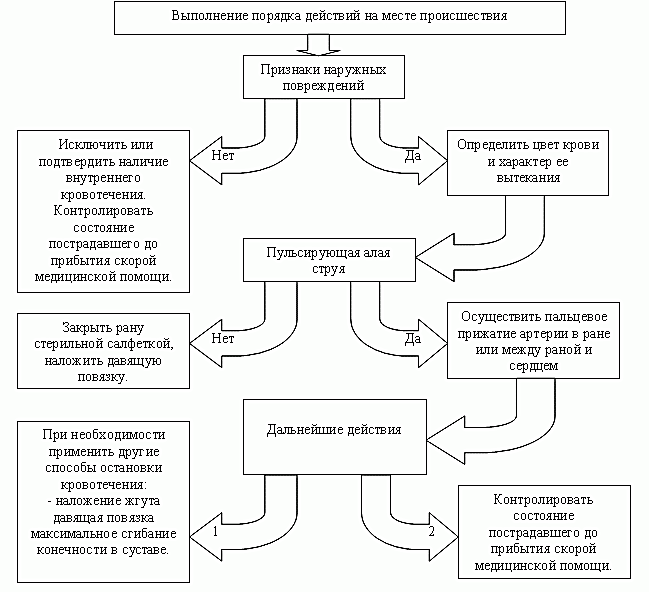 Выполнение порядка действий на месте происшествия
Признаки наружных
повреждений
Исключить или
подтвердить наличие
внутреннего
кровотечения.
Контролировать
состояние
пострадавшего до
прибытия скорой
медицинской помощи.
Нет
Да
Определить цвет крови
и характер ее
вытекания
Пульсирующая алая
струя
Закрыть рану
стерильной салфеткой,
наложить давящую
повязку.
Нет
Да
Осуществить пальцевое
прижатие артерии в ране
или между раной и
сердцем
Дальнейшие действия
При необходимости
применить другие
способы остановки
кровотечения:
- наложение жгута
давящая повязка
максимальное сгибание
конечности в суставе.
1
2
Контролировать
состояние
пострадавшего до
прибытия скорой
медицинской помощи.